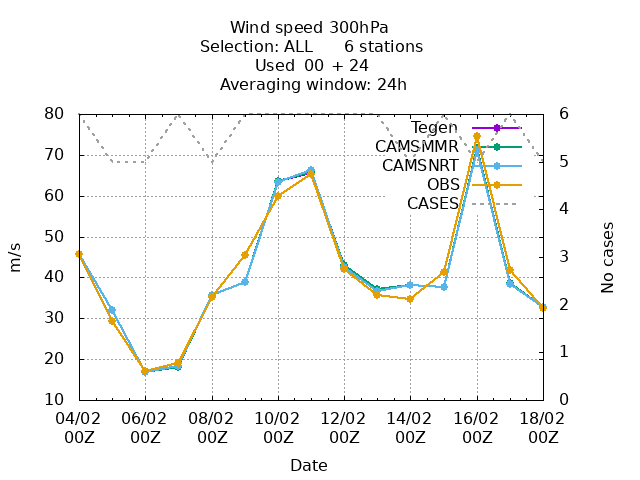 Wind speed 300hPa
Selection: ALL 6 stations
Used 00 + 24
Averaging window: 24h
80
70
60
50
40
30
20
10
m/s
6
5
4
3
2
1
0
No cases
Tegen
CAMSMMR
CAMSNRT
OBS
CASES
04/02 06/02 08/02 10/02 12/02 14/02 16/02 18/02
00Z 00Z 00Z 00Z 00Z 00Z 00Z 00Z
Date